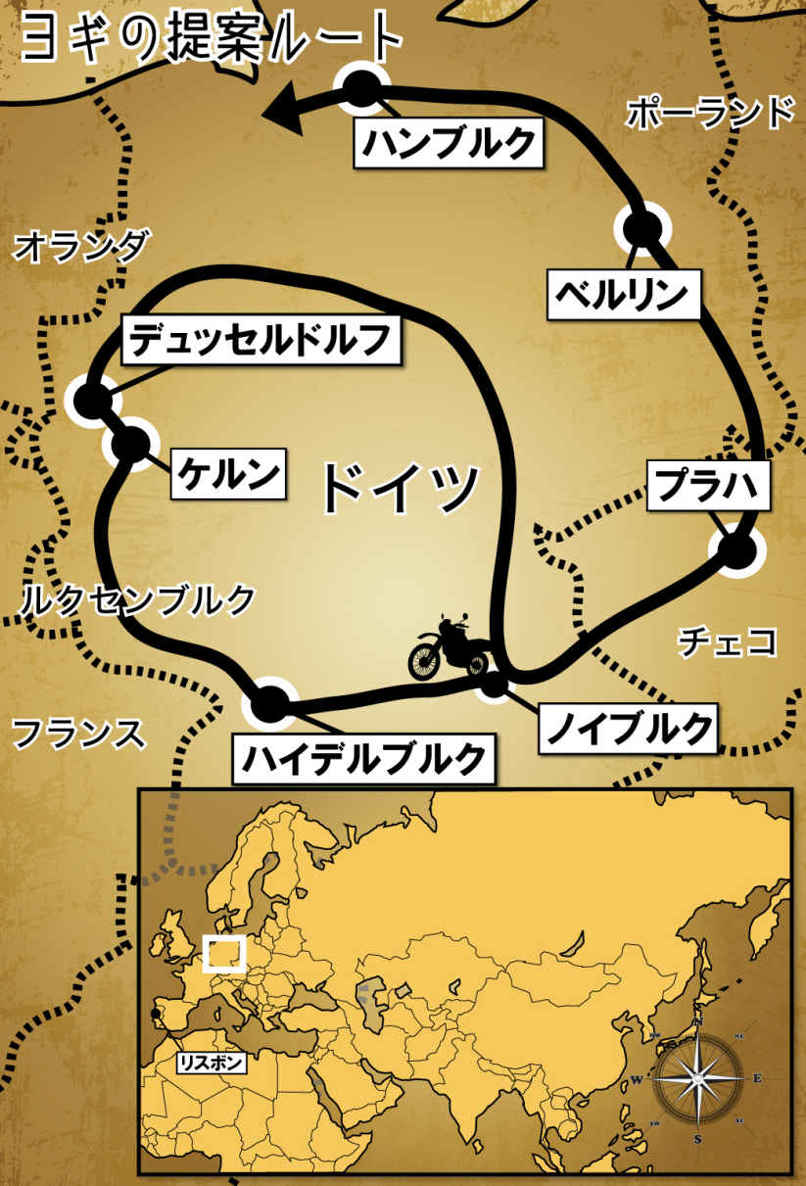 ヨギの提案ルート
ポーランド
ハンブルク
オランダ
ベルリン
デュッセルドルフ
ケルン
ドイツ
プラハ
ルクセンブルク
チェコ
フランス
ノイブルク
ハイデルブルク
リスボン
N
W
E
S